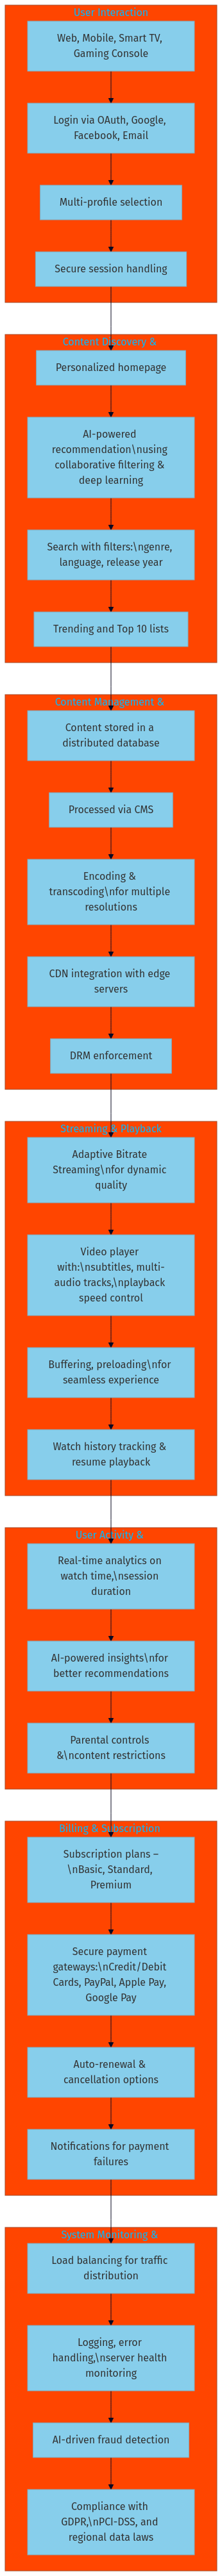 User Interaction
Web, Mobile, Smart TV,
Gaming Console
Login via OAuth, Google,
Facebook, Email
Multi-profile selection
Secure session handling
Content Discovery &
Personalized homepage
AI-powered
recommendation\nusing
collaborative filtering &
deep learning
Search with filters:\ngenre,
language, release year
Trending and Top 10 lists
Content Management &
Content stored in a
distributed database
Processed via CMS
Encoding &
transcoding\nfor multiple
resolutions
CDN integration with edge
servers
DRM enforcement
Streaming & Playback
Adaptive Bitrate
Streaming\nfor dynamic
quality
Video player
with:\nsubtitles, multi-
audio tracks,\nplayback
speed control
Buffering, preloading\nfor
seamless experience
Watch history tracking &
resume playback
User Activity &
Real-time analytics on
watch time,\nsession
duration
AI-powered insights\nfor
better recommendations
Parental controls
&\ncontent restrictions
Billing & Subscription
Subscription plans –
\nBasic, Standard,
Premium
Secure payment
gateways:\nCredit/Debit
Cards, PayPal, Apple Pay,
Google Pay
Auto-renewal &
cancellation options
Notifications for payment
failures
System Monitoring &
Load balancing for traffic
distribution
Logging, error
handling,\nserver health
monitoring
AI-driven fraud detection
Compliance with
GDPR,\nPCI-DSS, and
regional data laws